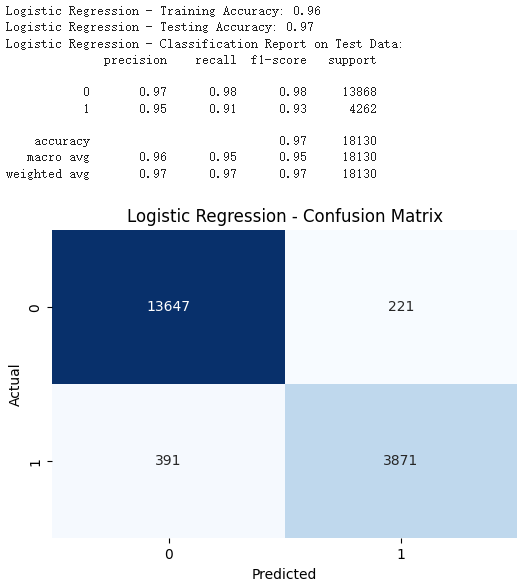 Logistic Regression - Training Accuracy: 0.96
Logistic Regression - Testing Accuracy: 0.97
Logistic Regression - Classification Report on Test Data:
precision recall f1-score support
0 0.97 0.98 0.98 13868
1 0.95 0.91 0.93 4262
accuracy 0.97 18130
macro avg 0.96 0.95 0.95 18130
weighted avg 0.97 0.97 0.97 18130
Logistic Regression - Confusion Matrix
0 13647 221
Actual
1 391 3871
0 1
Predicted